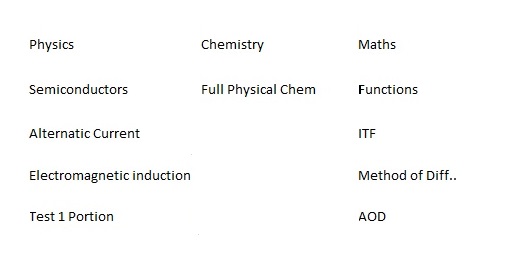 Physics Chemistry Maths
Semiconductors Full Physical Chem Functions
Alternatic Current ITF
Electromagnetic induction Method of Diff..
Test 1 Portion AOD